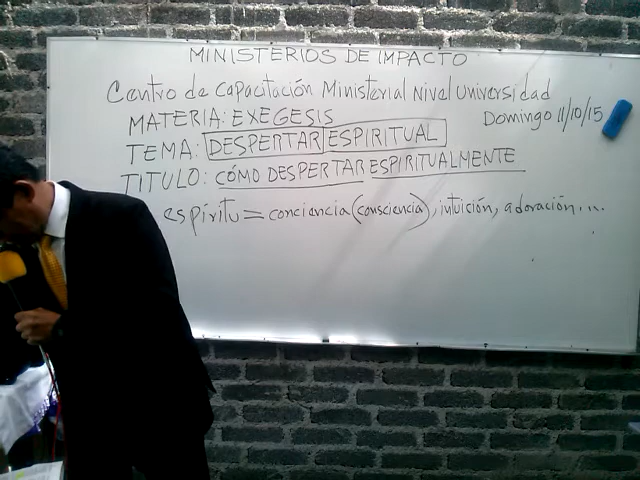 MINISTERIOS DE IMPACTO
Centro de Capacitación Ministerial Nivel Universidad
MATERIA: EXEGESIS Domingo 11/10/15
TEMA: DESPERTAR ESPIRITUAL
TITULO: CÓMO DESPERTAR ESPIRITUALMENTE
espíritu = conciencia (consciencia), intuición, adoración...